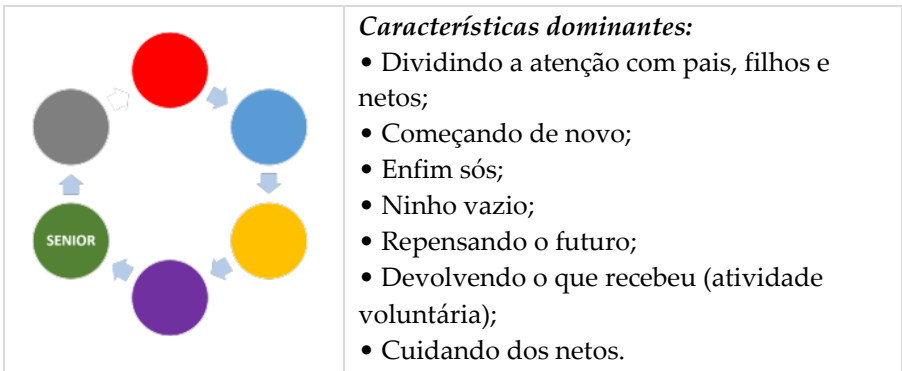 SENIOR
Características dominantes:
• Dividindo a atenção com pais, filhos e
netos;
• Começando de novo;
• Enfim sós;
• Ninho vazio;
• Repensando o futuro;
• Devolvendo o que recebeu (atividade
voluntária);
• Cuidando dos netos.